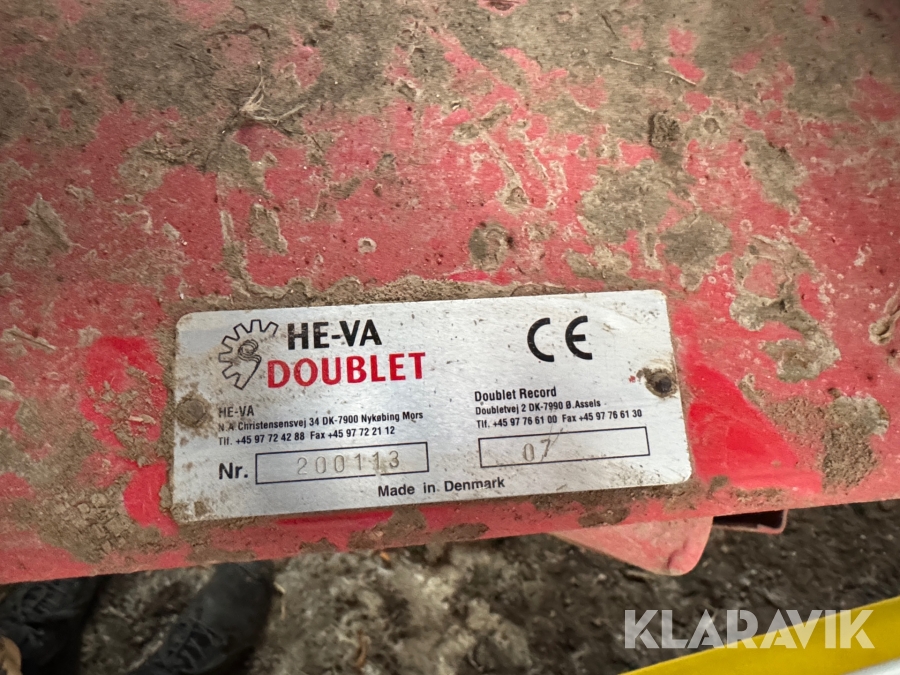 HE-VA
DOUBLET
CE
HE-VA
N.A Christensensvej 34 DK-7900 Nykøbing Mors
Tlf. +45 97 72 42 88 Fax +45 97 72 21 12
Doublet Record
Doubletvej 2 DK-7990 Ø.Assels
Tlf. +45 97 76 61 00 Fax +45 97 76 61 30
Nr. 200113
07
Made in Denmark
KLARAVIK